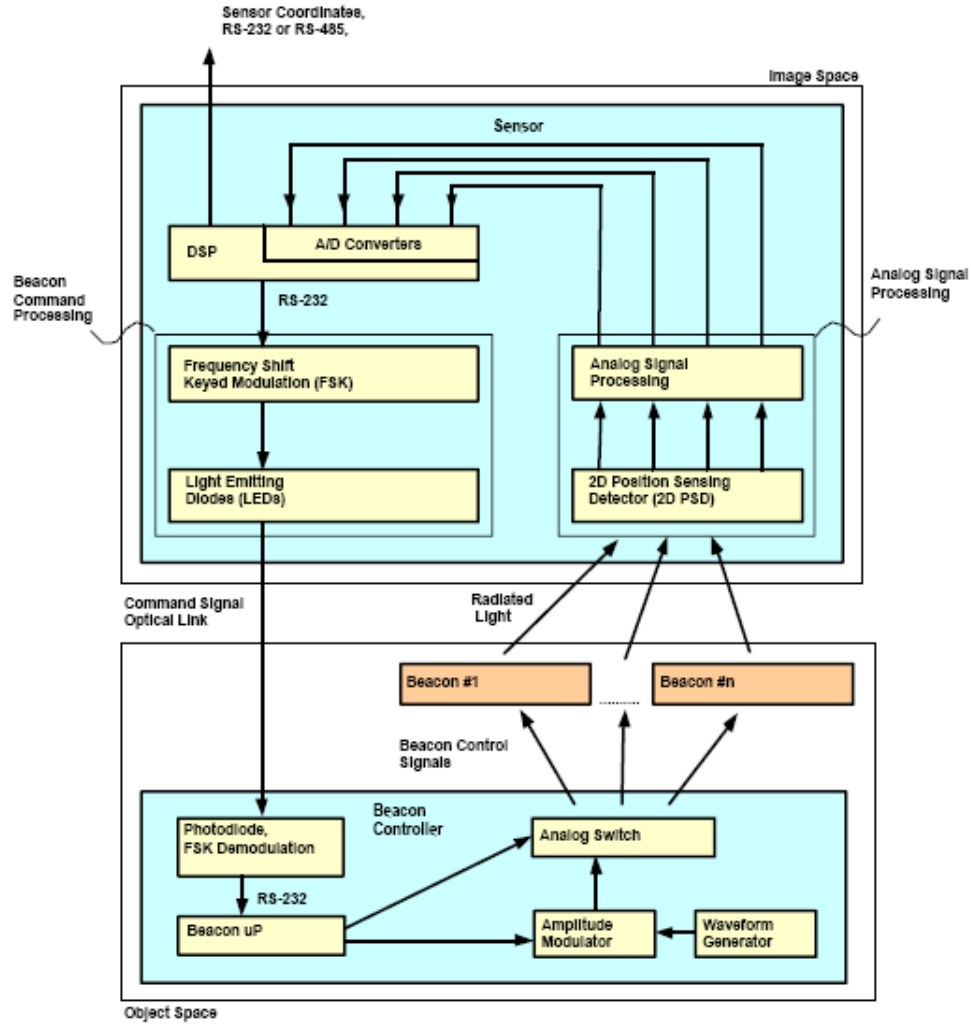 Sensor Coordinates,
RS-232 or RS-485,
Image Space
Sensor
DSP
A/D Converters
RS-232
Beacon
Command
Processing
Analog Signal
Processing
Frequency Shift
Keyed Modulation (FSK)
Analog Signal
Processing
Light Emitting
Diodes (LEDs)
2D Position Sensing
Detector (2D PSD)
Command Signal
Optical Link
Radiated
Light
Beacon #1
Beacon #n
Beacon Control
Signals
Beacon
Controller
Photodiode,
FSK Demodulation
Analog Switch
RS-232
Beacon uP
Amplitude
Modulator
Waveform
Generator
Object Space